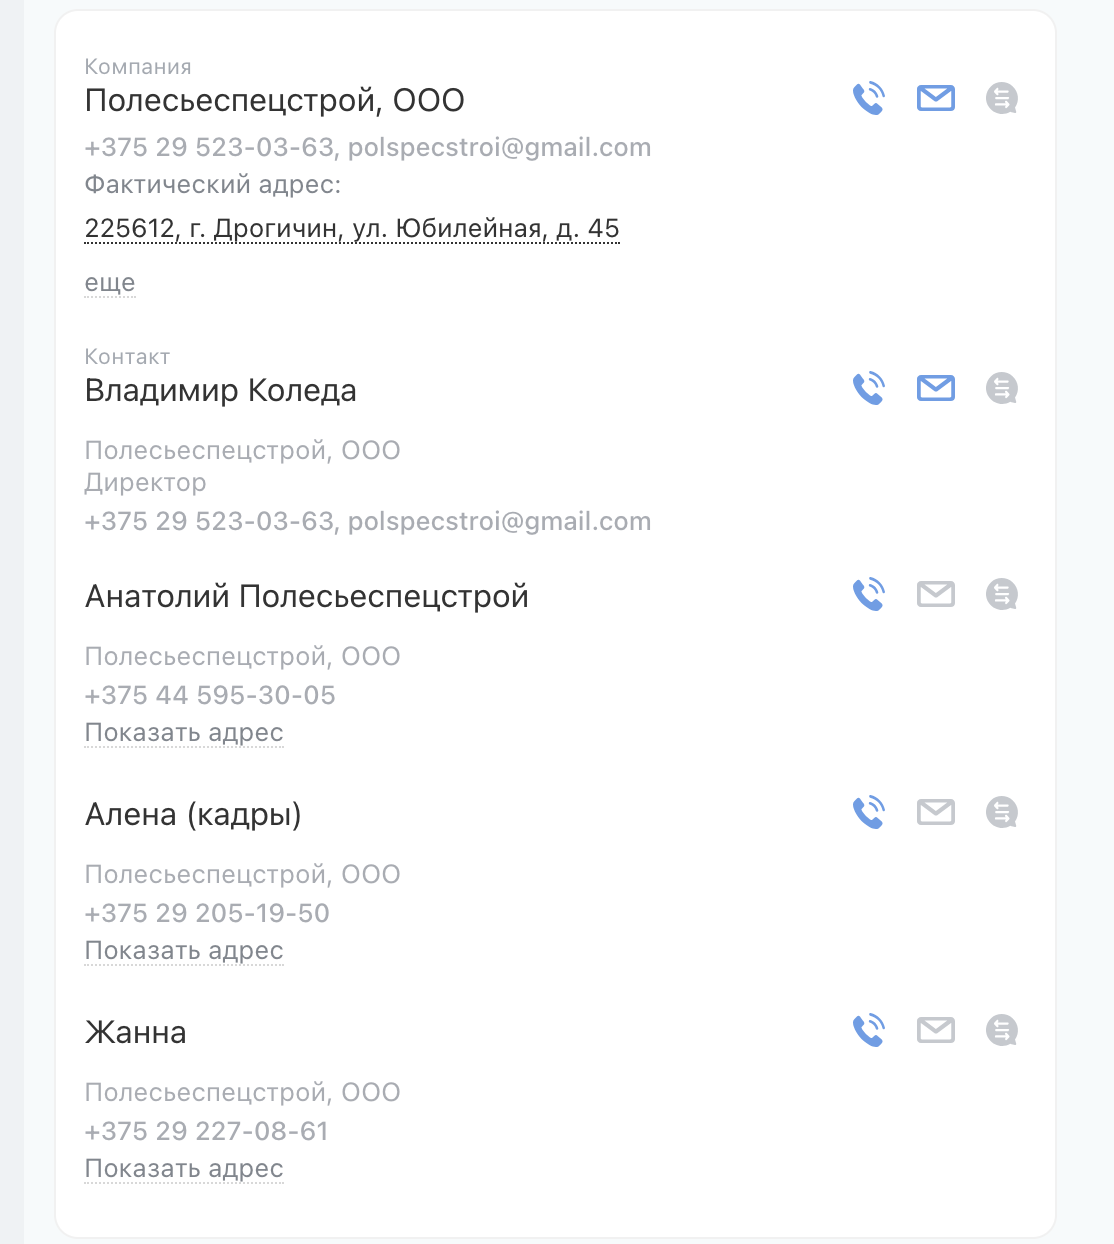 Компания
Полесьеспецстрой, ООО
+375 29 523-03-63, polspecstroi@gmail.com
Фактический адрес:
225612, г. Дрогичин, ул. Юбилейная, д. 45
еще
Контакт
Владимир Коледа
Полесьеспецстрой, ООО
Директор
+375 29 523-03-63, polspecstroi@gmail.com
Анатолий Полесьеспецстрой
Полесьеспецстрой, ООО
+375 44 595-30-05
Показать адрес
Алена (кадры)
Полесьеспецстрой, ООО
+375 29 205-19-50
Показать адрес
Жанна
Полесьеспецстрой, ООО
+375 29 227-08-61
Показать адрес